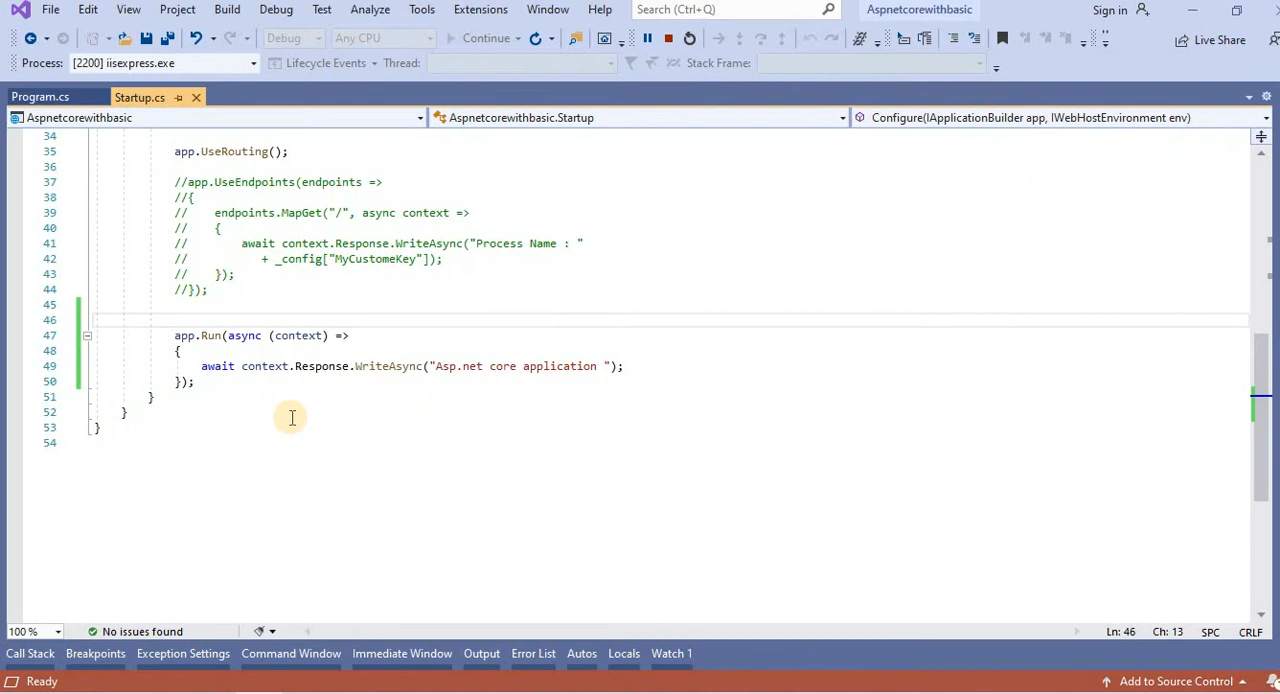 File Edit View Project Build Debug Test Analyze Tools Extensions Window Help Search (Ctrl+Q) Aspnetcorewithbasic Sign in
Debug Any CPU Continue Live Share
Process: [2200] iisexpress.exe Lifecycle Events Thread: Stack Frame:
Program.cs Startup.cs
Aspnetcorewithbasic Aspnetcorewithbasic.Startup Configure(IApplicationBuilder app, IWebHostEnvironment env)
34
35 app.UseRouting();
36
37 //app.UseEndpoints(endpoints =>
38 //{
39 // endpoints.MapGet("/", async context =>
40 // {
41 // await context.Response.WriteAsync("Process Name : "
42 // + _config["MyCustomeKey"]);
43 // });
44 //});
45
46
47 app.Run(async (context) =>
48 {
49 await context.Response.WriteAsync("Asp.net core application ");
50 });
51 }
52 }
53 }
54
100 % No issues found Ln: 46 Ch: 13 SPC CRLF
Call Stack Breakpoints Exception Settings Command Window Immediate Window Output Error List Autos Locals Watch 1
Ready Add to Source Control